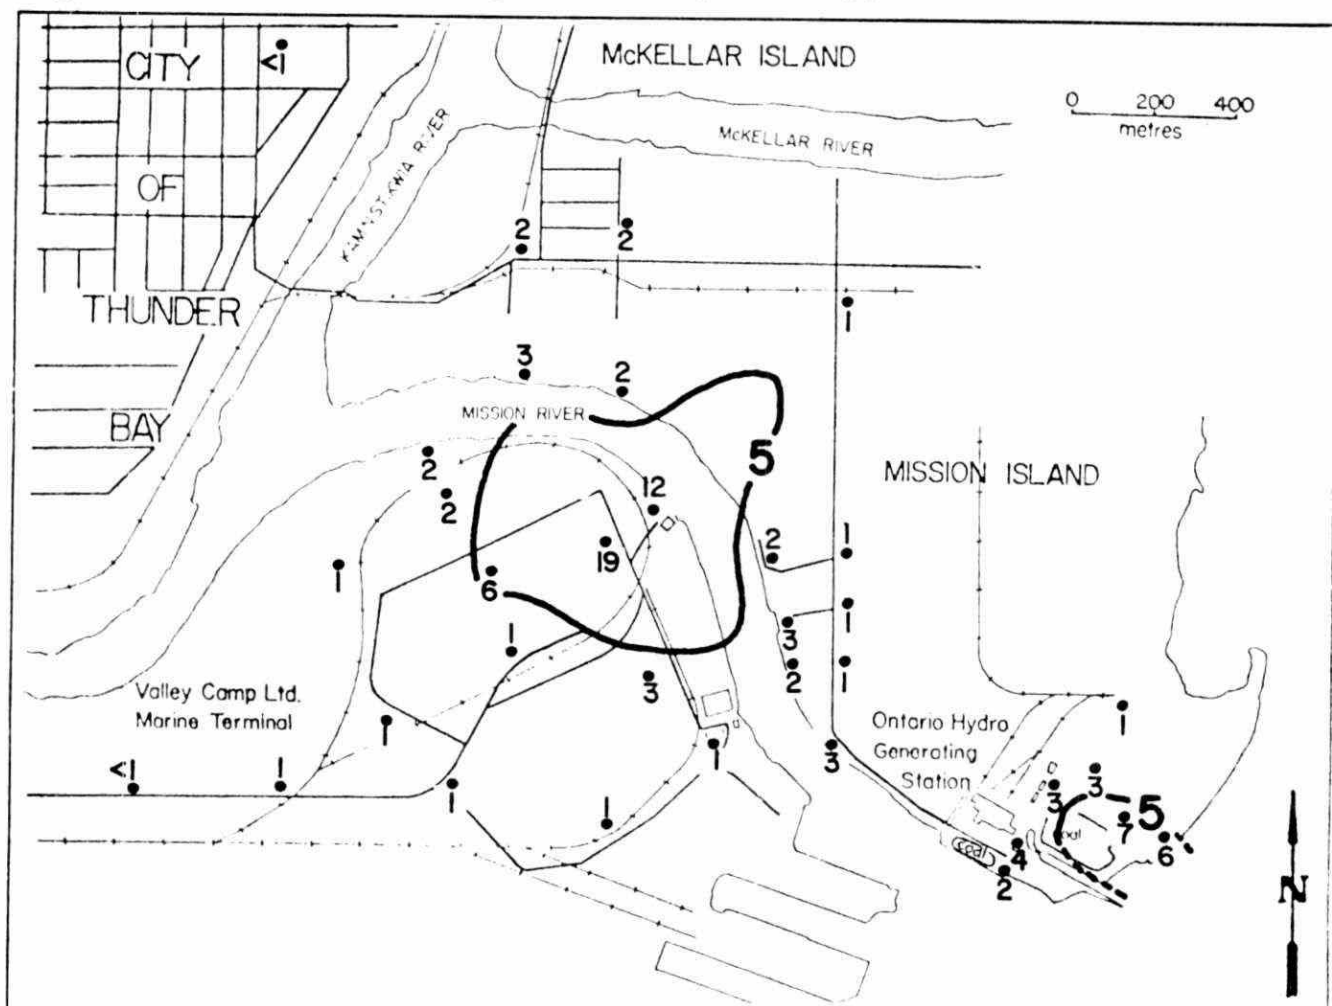 CITY
<1
OF
THUNDER
BAY
KAMINISTIKWIA RIVER
McKELLAR ISLAND
McKELLAR RIVER
0 200 400
metres
2
2
1
3
2
MISSION RIVER
5
MISSION ISLAND
2
2
12
19
6
1
2
1
1
3
2
1
1
3
Valley Camp Ltd.
Marine Terminal
1
<1
1
1
1
1
3
Ontario Hydro
Generating
Station
1
3
3
5
7
6
4
coal
coal
2
N